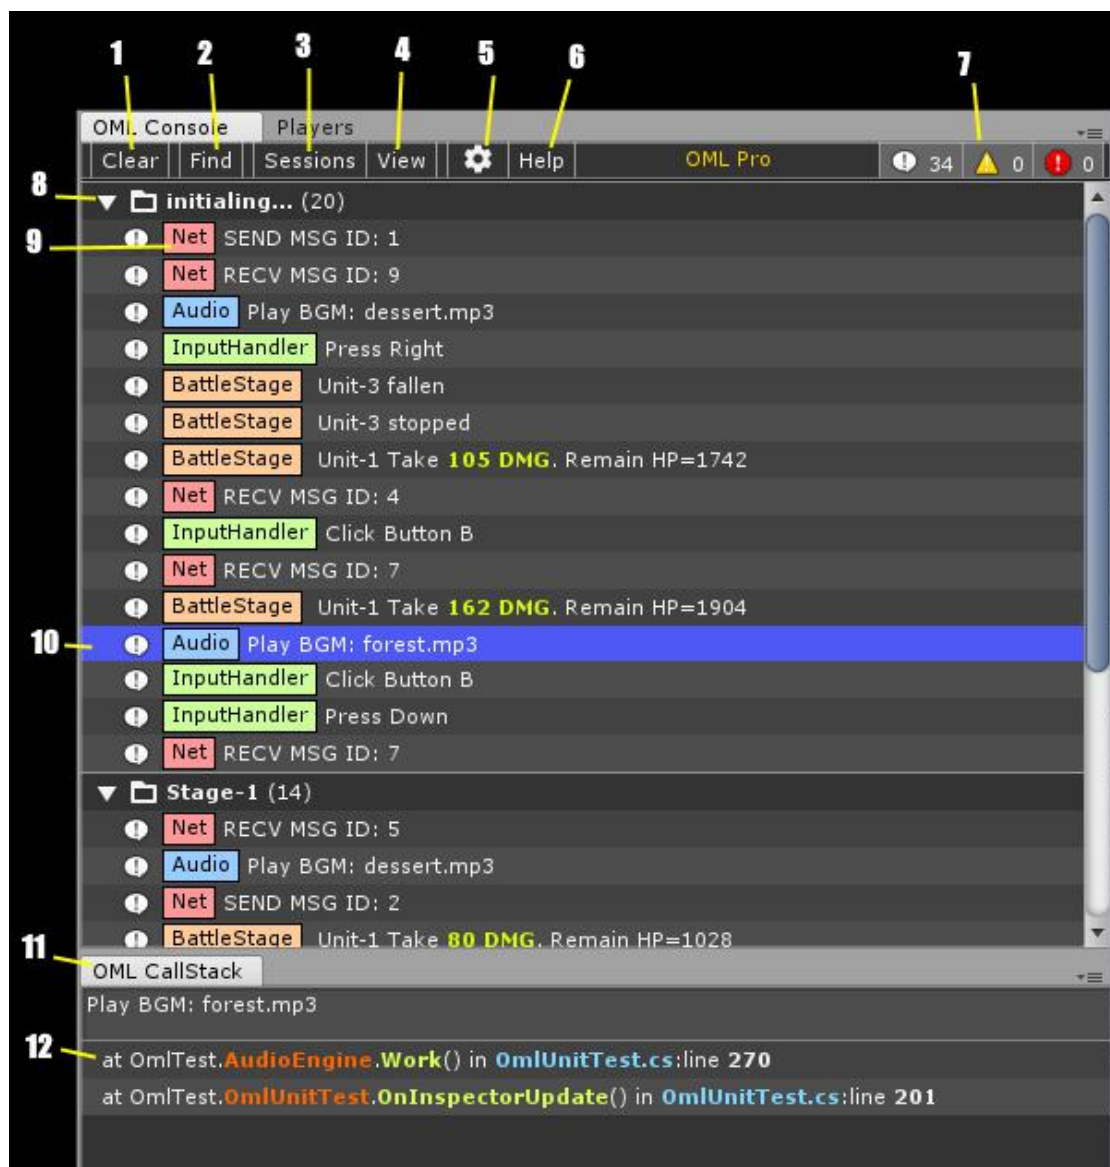 1 2 3 4 5 6 7
OML Console Players
Clear Find Sessions View Help OML Pro 34 0 0
8 initialing... (20)
9 Net SEND MSG ID: 1
Net RECV MSG ID: 9
Audio Play BGM: dessert.mp3
InputHandler Press Right
BattleStage Unit-3 fallen
BattleStage Unit-3 stopped
BattleStage Unit-1 Take 105 DMG. Remain HP=1742
Net RECV MSG ID: 4
InputHandler Click Button B
Net RECV MSG ID: 7
BattleStage Unit-1 Take 162 DMG. Remain HP=1904
10 Audio Play BGM: forest.mp3
InputHandler Click Button B
InputHandler Press Down
Net RECV MSG ID: 7
Stage-1 (14)
Net RECV MSG ID: 5
Audio Play BGM: dessert.mp3
Net SEND MSG ID: 2
BattleStage Unit-1 Take 80 DMG. Remain HP=1028
11 OML CallStack
Play BGM: forest.mp3
12 at OmlTest.AudioEngine.Work() in OmlUnitTest.cs:line 270
at OmlTest.OmlUnitTest.OnInspectorUpdate() in OmlUnitTest.cs:line 201